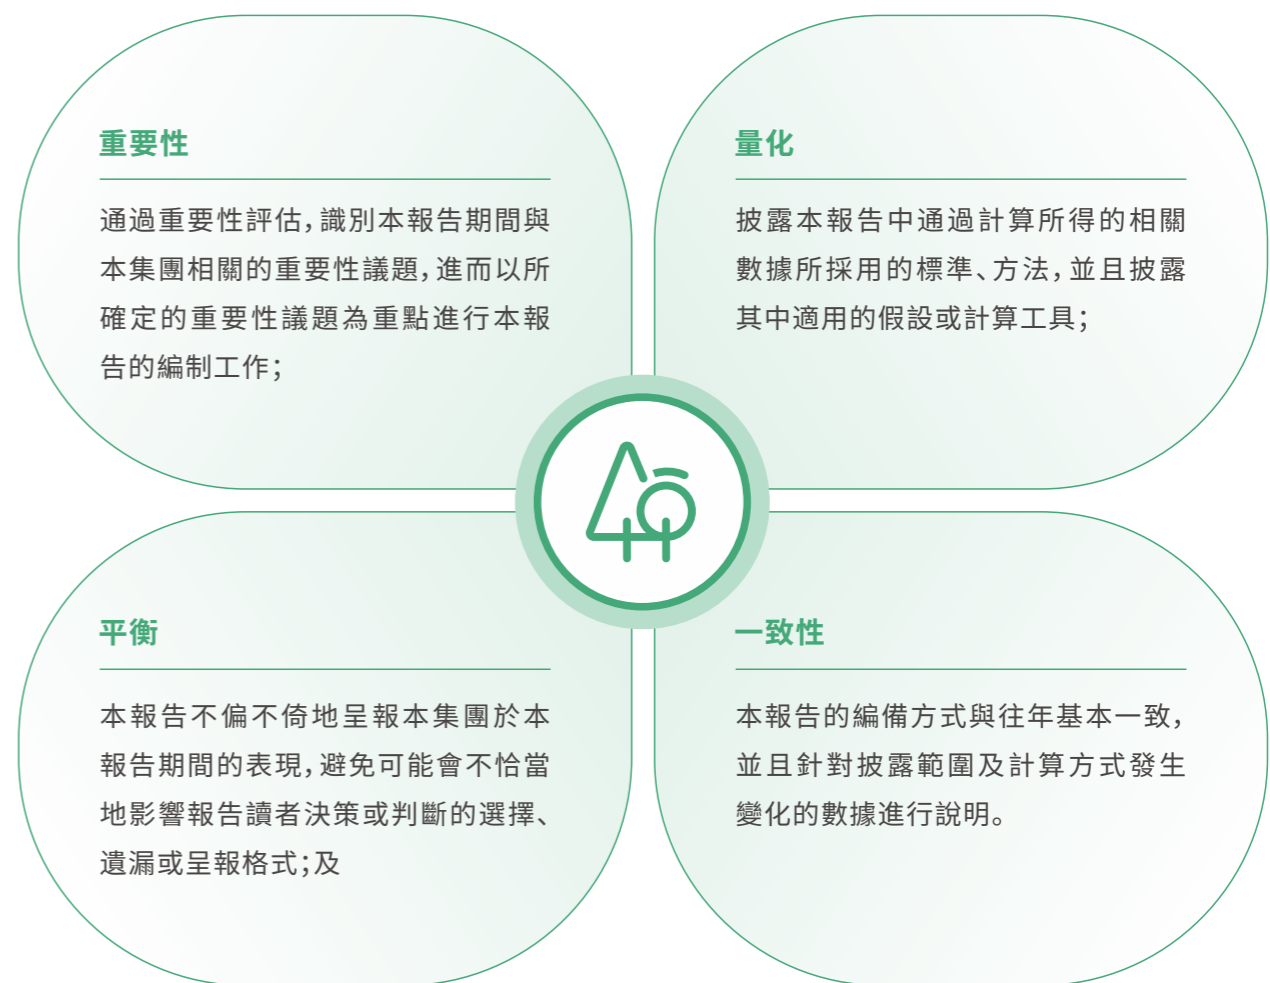 重要性
通過重要性評估，識別本報告期間與
本集團相關的重要性議題，進而以所
確定的重要性議題為重點進行本報
告的編制工作；
量化
披露本報告中通過計算所得的相關
數據所採用的標準、方法，並且披露
其中適用的假設或計算工具；
平衡
本報告不偏不倚地呈報本集團於本
報告期間的表現，避免可能會不恰當
地影響報告讀者決策或判斷的選擇、
遺漏或呈報格式；及
一致性
本報告的編備方式與往年基本一致，
並且針對披露範圍及計算方式發生
變化的數據進行說明。